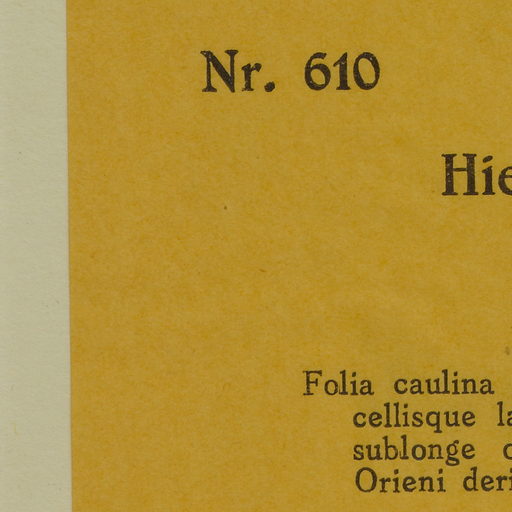 Nr. 610
Hie
Folia caulina
cellisque la
sublonge
Orieni deri